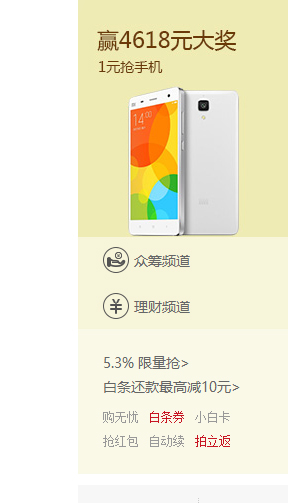 赢4618元大奖
1元抢手机
14:00
众筹频道
¥ 理财频道
5.3% 限量抢>
白条还款最高减10元>
购无忧 白条券 小白卡
抢红包 自动续 拍立返